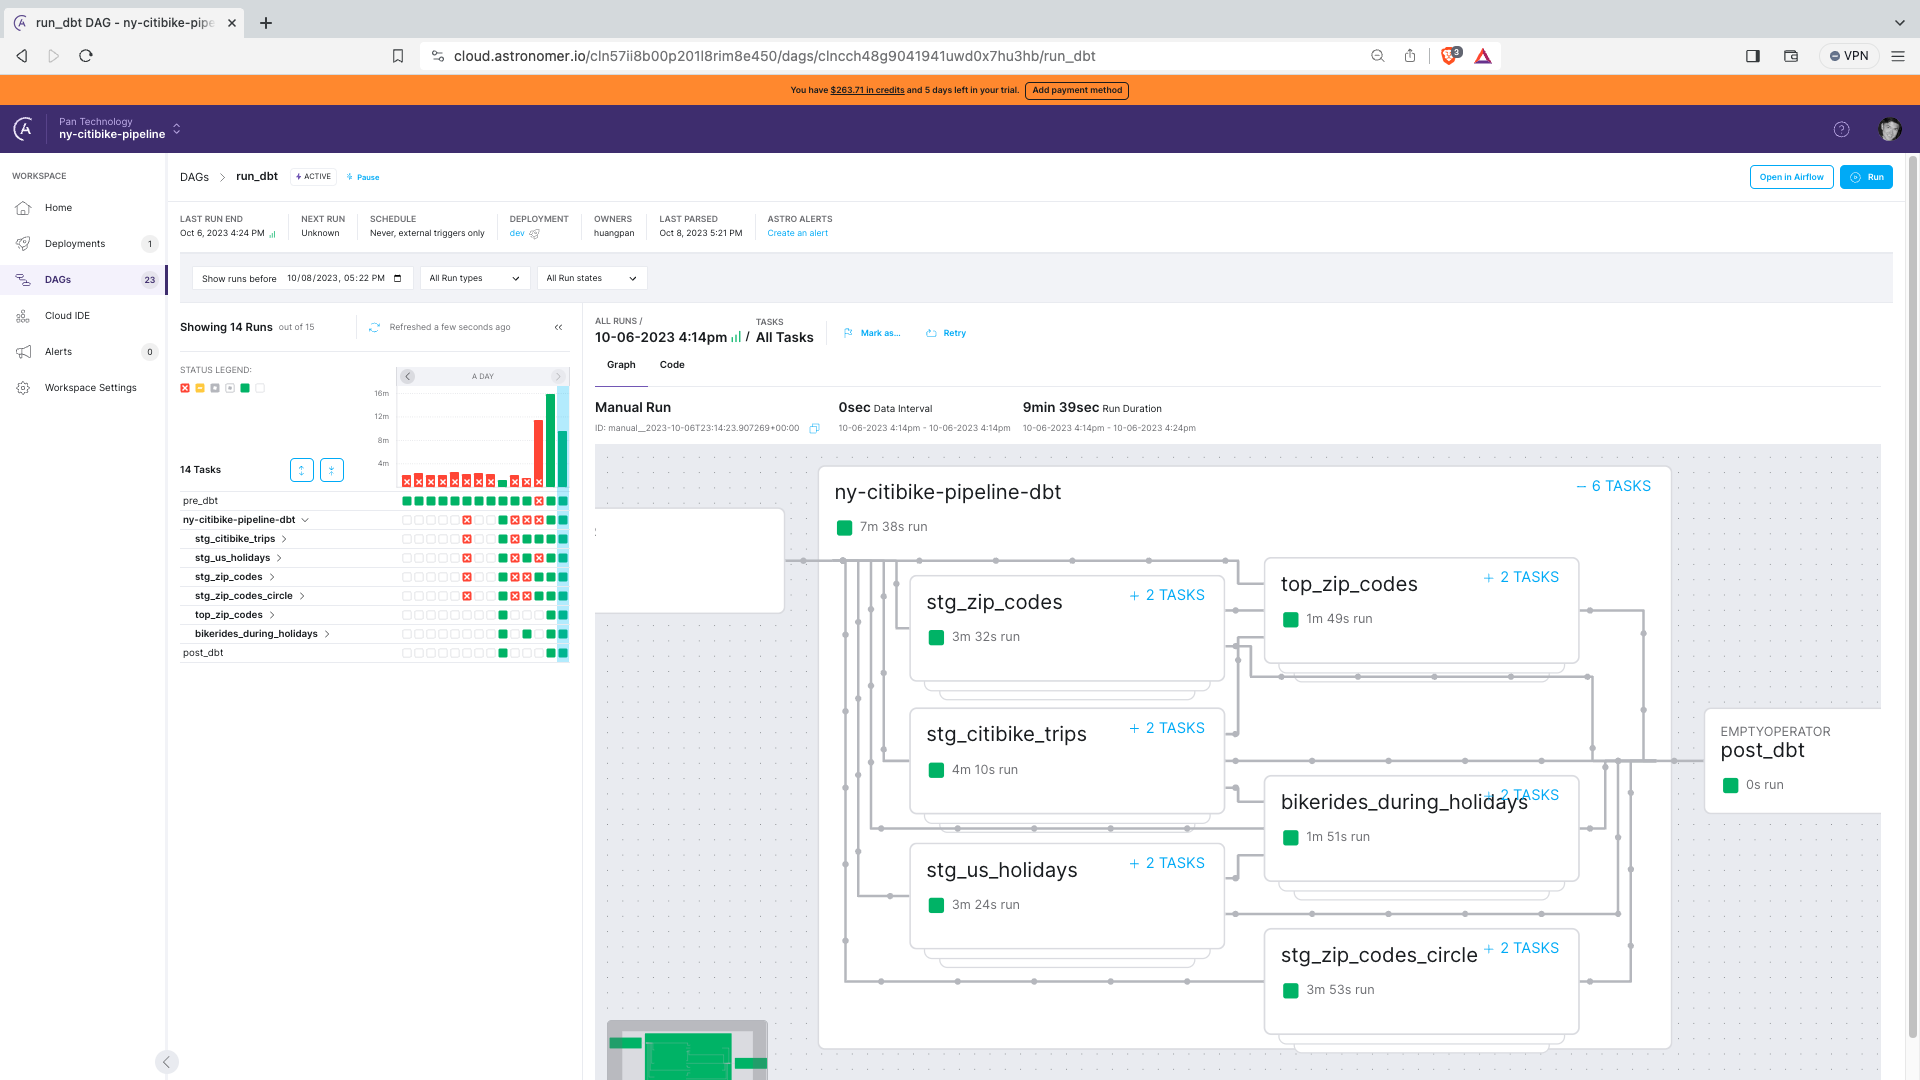 run_dbt DAG - ny-citibike-pipe
cloud.astronomer.io/cln57ii8b00p201l8rim8e450/dags/clncch48g9041941uwd0x7hu3hb/run_dbt
3
VPN
You have $263.71 in credits and 5 days left in your trial.
Add payment method
Pan Technology
ny-citibike-pipeline
WORKSPACE
Home
Deployments 1
DAGs 23
Cloud IDE
Alerts 0
Workspace Settings
DAGs > run_dbt ACTIVE Pause
Open in Airflow
Run
LAST RUN END
Oct 6, 2023 4:24 PM
NEXT RUN
Unknown
SCHEDULE
Never, external triggers only
DEPLOYMENT
dev
OWNERS
huangpan
LAST PARSED
Oct 8, 2023 5:21 PM
ASTRO ALERTS
Create an alert
Show runs before 10/08/2023, 05:22 PM
All Run types
All Run states
Showing 14 Runs out of 15
Refreshed a few seconds ago
STATUS LEGEND:
A DAY
16m
12m
8m
4m
14 Tasks
pre_dbt
ny-citibike-pipeline-dbt
stg_citibike_trips
stg_us_holidays
stg_zip_codes
stg_zip_codes_circle
top_zip_codes
bikerides_during_holidays
post_dbt
ALL RUNS /
10-06-2023 4:14pm /
TASKS
All Tasks
Mark as...
Retry
Graph
Code
Manual Run
ID: manual__2023-10-06T23:14:23.907269+00:00
0sec Data Interval
10-06-2023 4:14pm - 10-06-2023 4:14pm
9min 39sec Run Duration
10-06-2023 4:14pm - 10-06-2023 4:24pm
ny-citibike-pipeline-dbt
− 6 TASKS
7m 38s run
stg_zip_codes
+ 2 TASKS
3m 32s run
top_zip_codes
+ 2 TASKS
1m 49s run
stg_citibike_trips
+ 2 TASKS
4m 10s run
EMPTYOPERATOR
post_dbt
0s run
bikerides_during_holidays
+ 2 TASKS
1m 51s run
stg_us_holidays
+ 2 TASKS
3m 24s run
stg_zip_codes_circle
+ 2 TASKS
3m 53s run